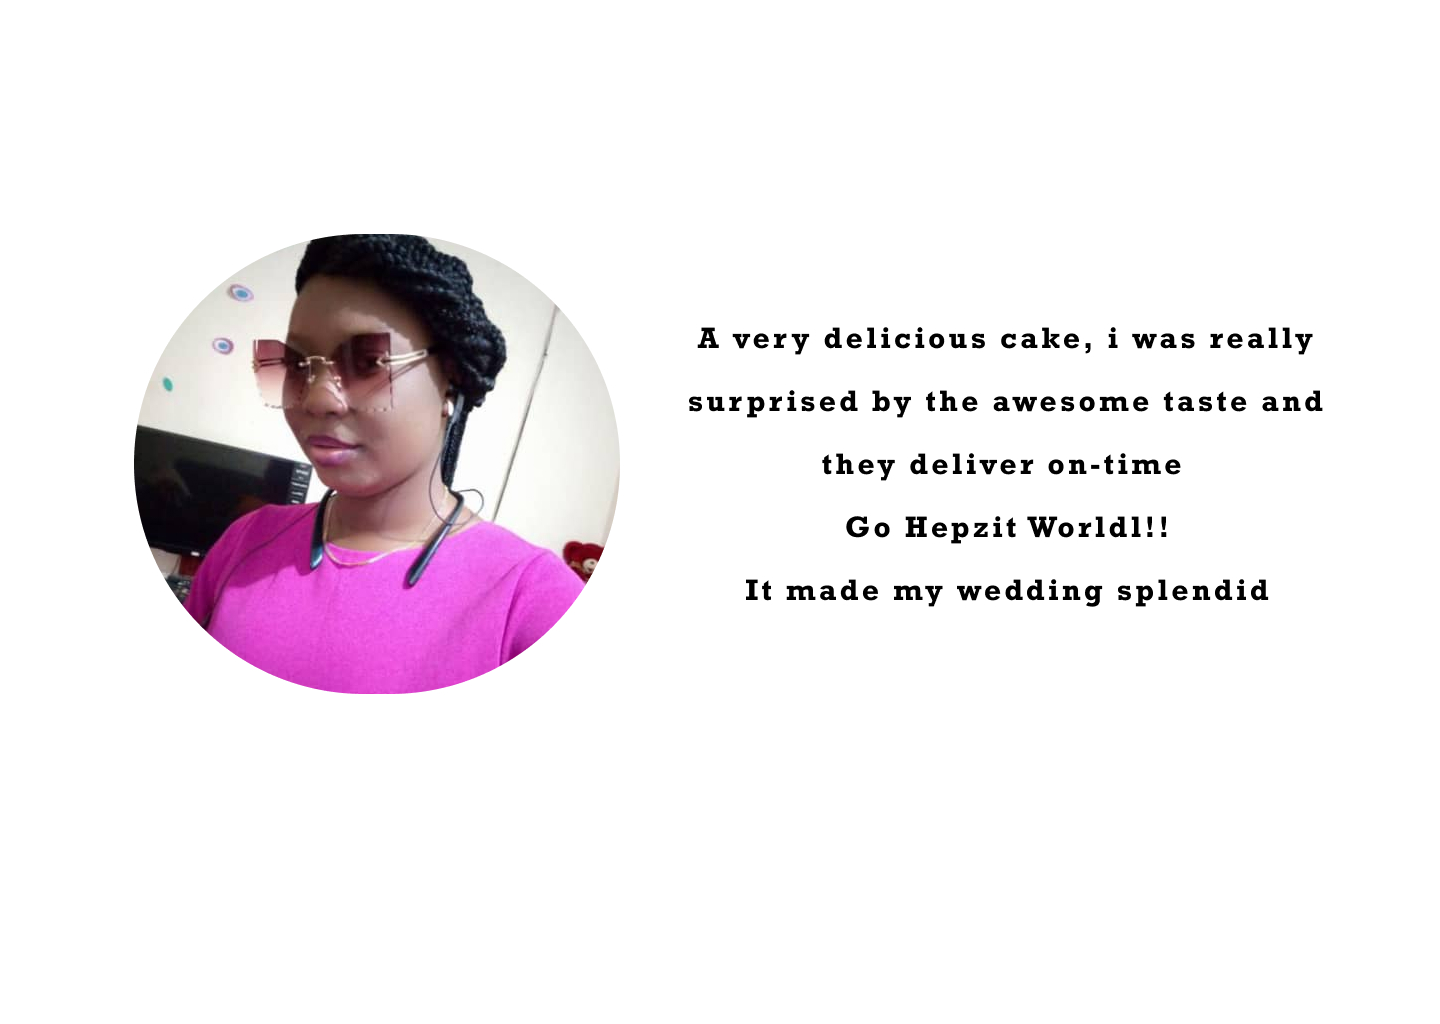 A very delicious cake, i was really
surprised by the awesome taste and
they deliver on-time
Go Hepzit Worldl!!
It made my wedding splendid